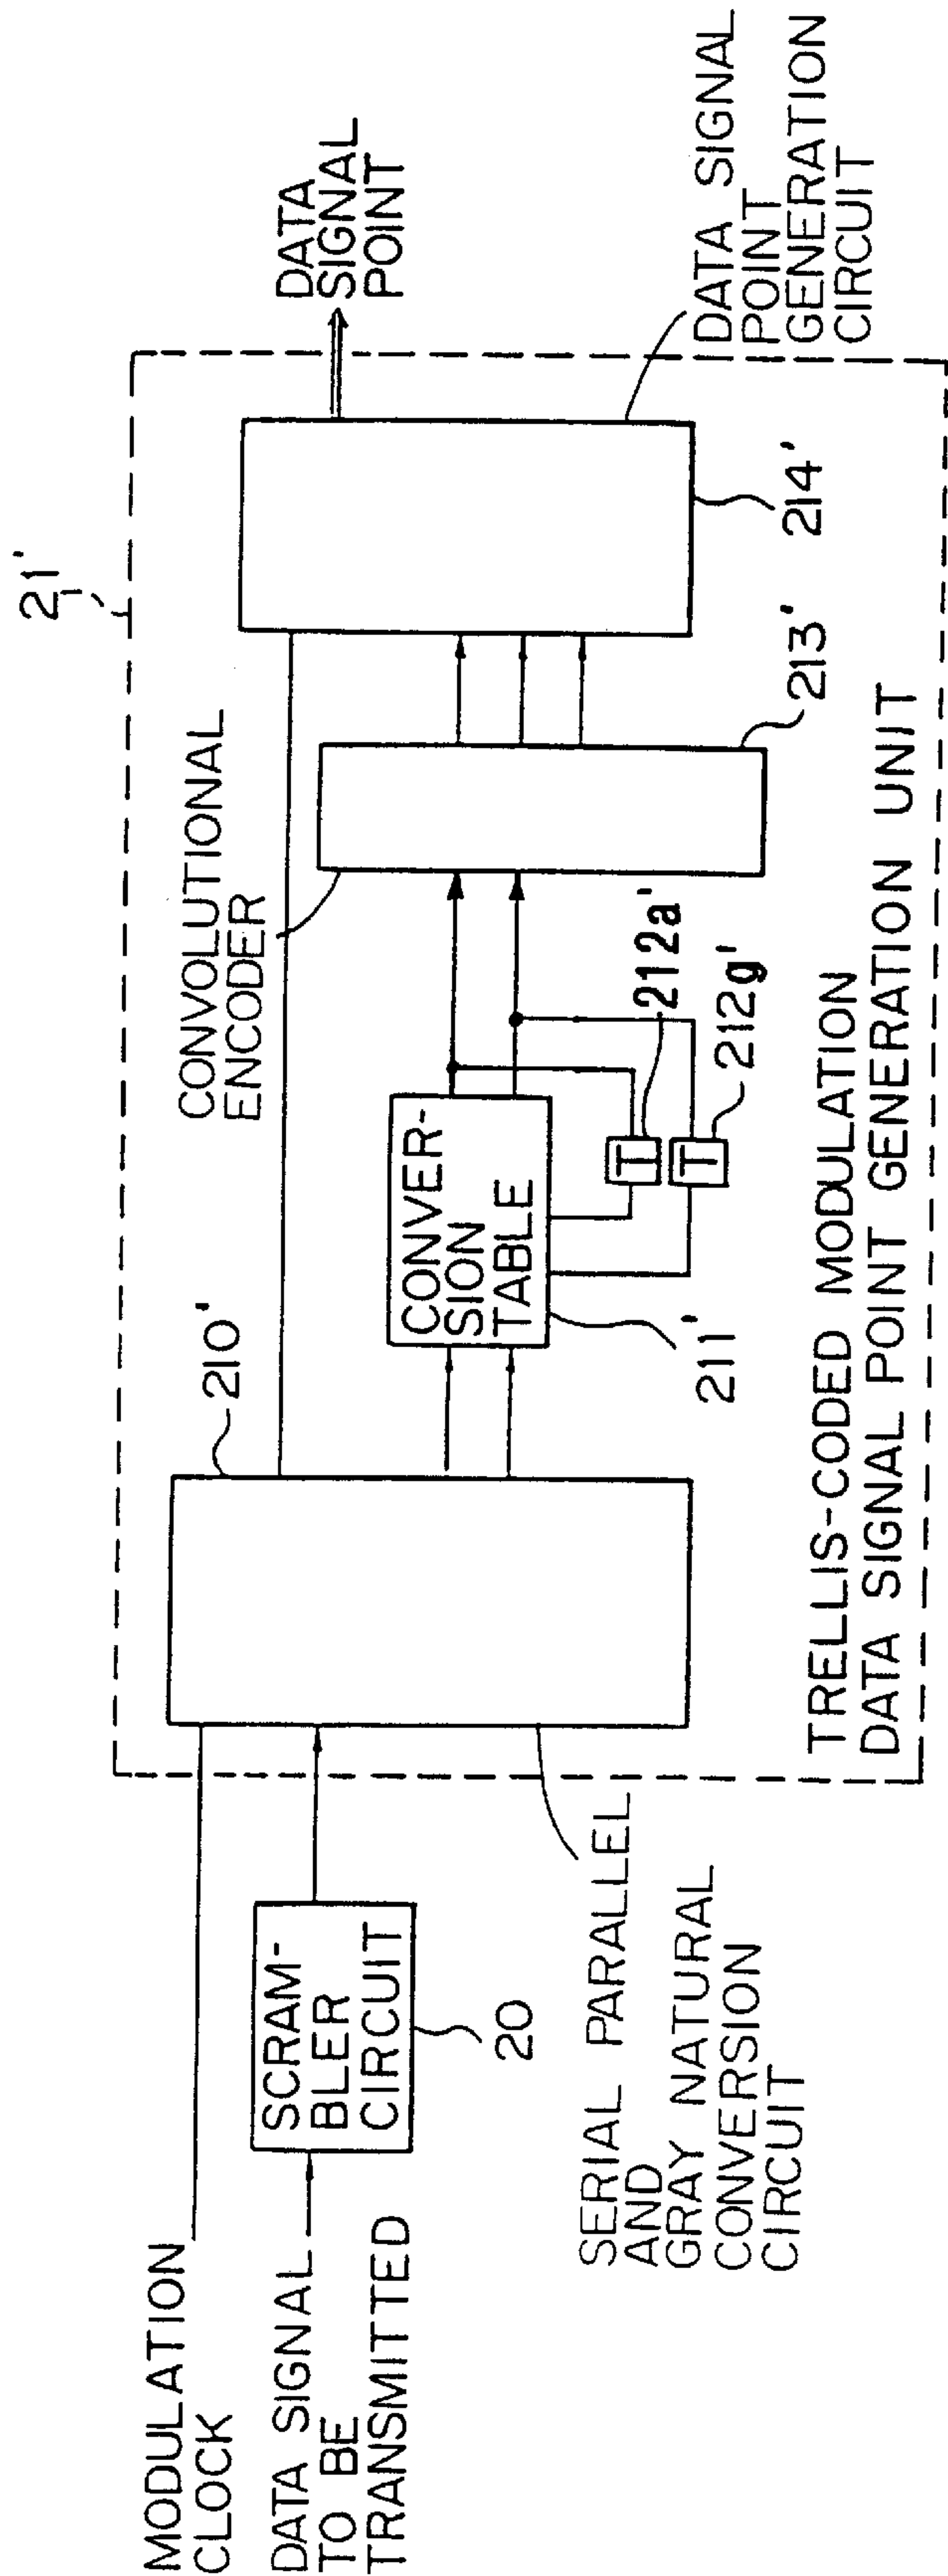 MODULATION
CLOCK
DATA SIGNAL
TO BE
TRANSMITTED
SCRAM-
BLER
CIRCUIT
20
SERIAL PARALLEL
AND
GRAY NATURAL
CONVERSION
CIRCUIT
210'
CONVER-
SION
TABLE
211'
T
212a'
T
212g'
CONVOLUTIONAL
ENCODER
213'
21'
214'
DATA
SIGNAL
POINT
DATA SIGNAL
POINT
GENERATION
CIRCUIT
TRELLIS-CODED MODULATION
DATA SIGNAL POINT GENERATION UNIT